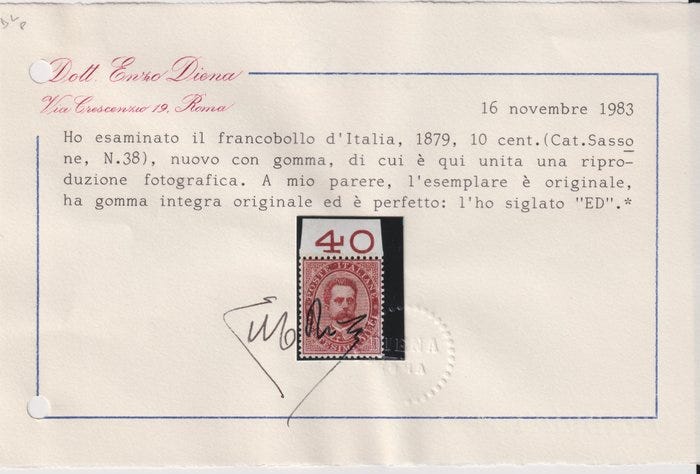 Dott. Enzo Diena
Via Crescenzio 19, Roma
16 novembre 1983
Ho esaminato il francobollo d'Italia, 1879, 10 cent.(Cat.Sasso
ne, N.38), nuovo con gomma, di cui è qui unita una ripro-
duzione fotografica. A mio parere, l'esemplare è originale,
ha gomma integra originale ed è perfetto: l'ho siglato "ED".*
40
POSTE ITALIANE